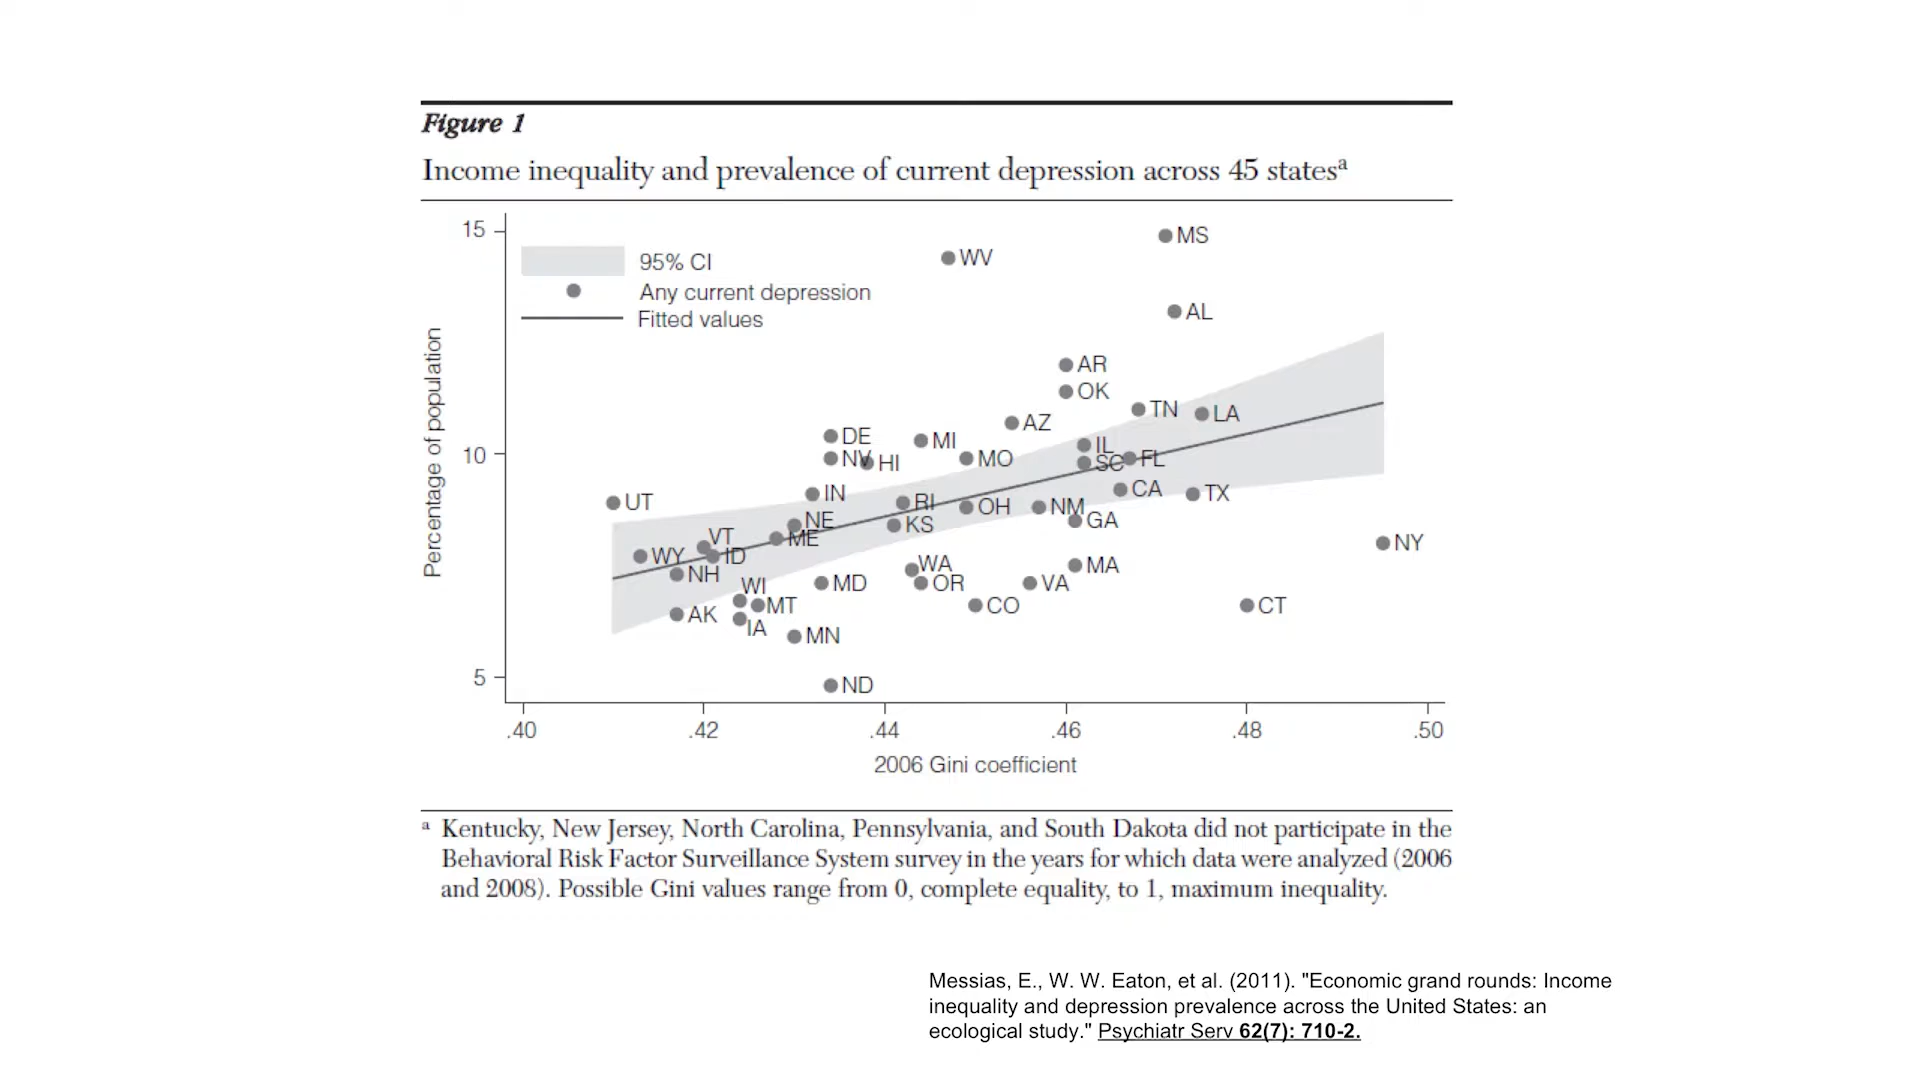 Figure 1
Income inequality and prevalence of current depression across 45 statesᵃ
15
MS
WV
95% CI
Any current depression
AL
Fitted values
AR
OK
TN
LA
AZ
DE
MI
IL
10
NV
HI
MO
SC
FL
IN
CA
TX
UT
RI
OH
NM
NE
KS
GA
VT
ME
NY
WY
ID
WA
MA
NH
WI
MD
OR
VA
MT
CO
CT
AK
IA
MN
5
ND
Percentage of population
.40
.42
.44
.46
.48
.50
2006 Gini coefficient
ᵃ Kentucky, New Jersey, North Carolina, Pennsylvania, and South Dakota did not participate in the
Behavioral Risk Factor Surveillance System survey in the years for which data were analyzed (2006
and 2008). Possible Gini values range from 0, complete equality, to 1, maximum inequality.
Messias, E., W. W. Eaton, et al. (2011). "Economic grand rounds: Income
inequality and depression prevalence across the United States: an
ecological study." Psychiatr Serv 62(7): 710-2.